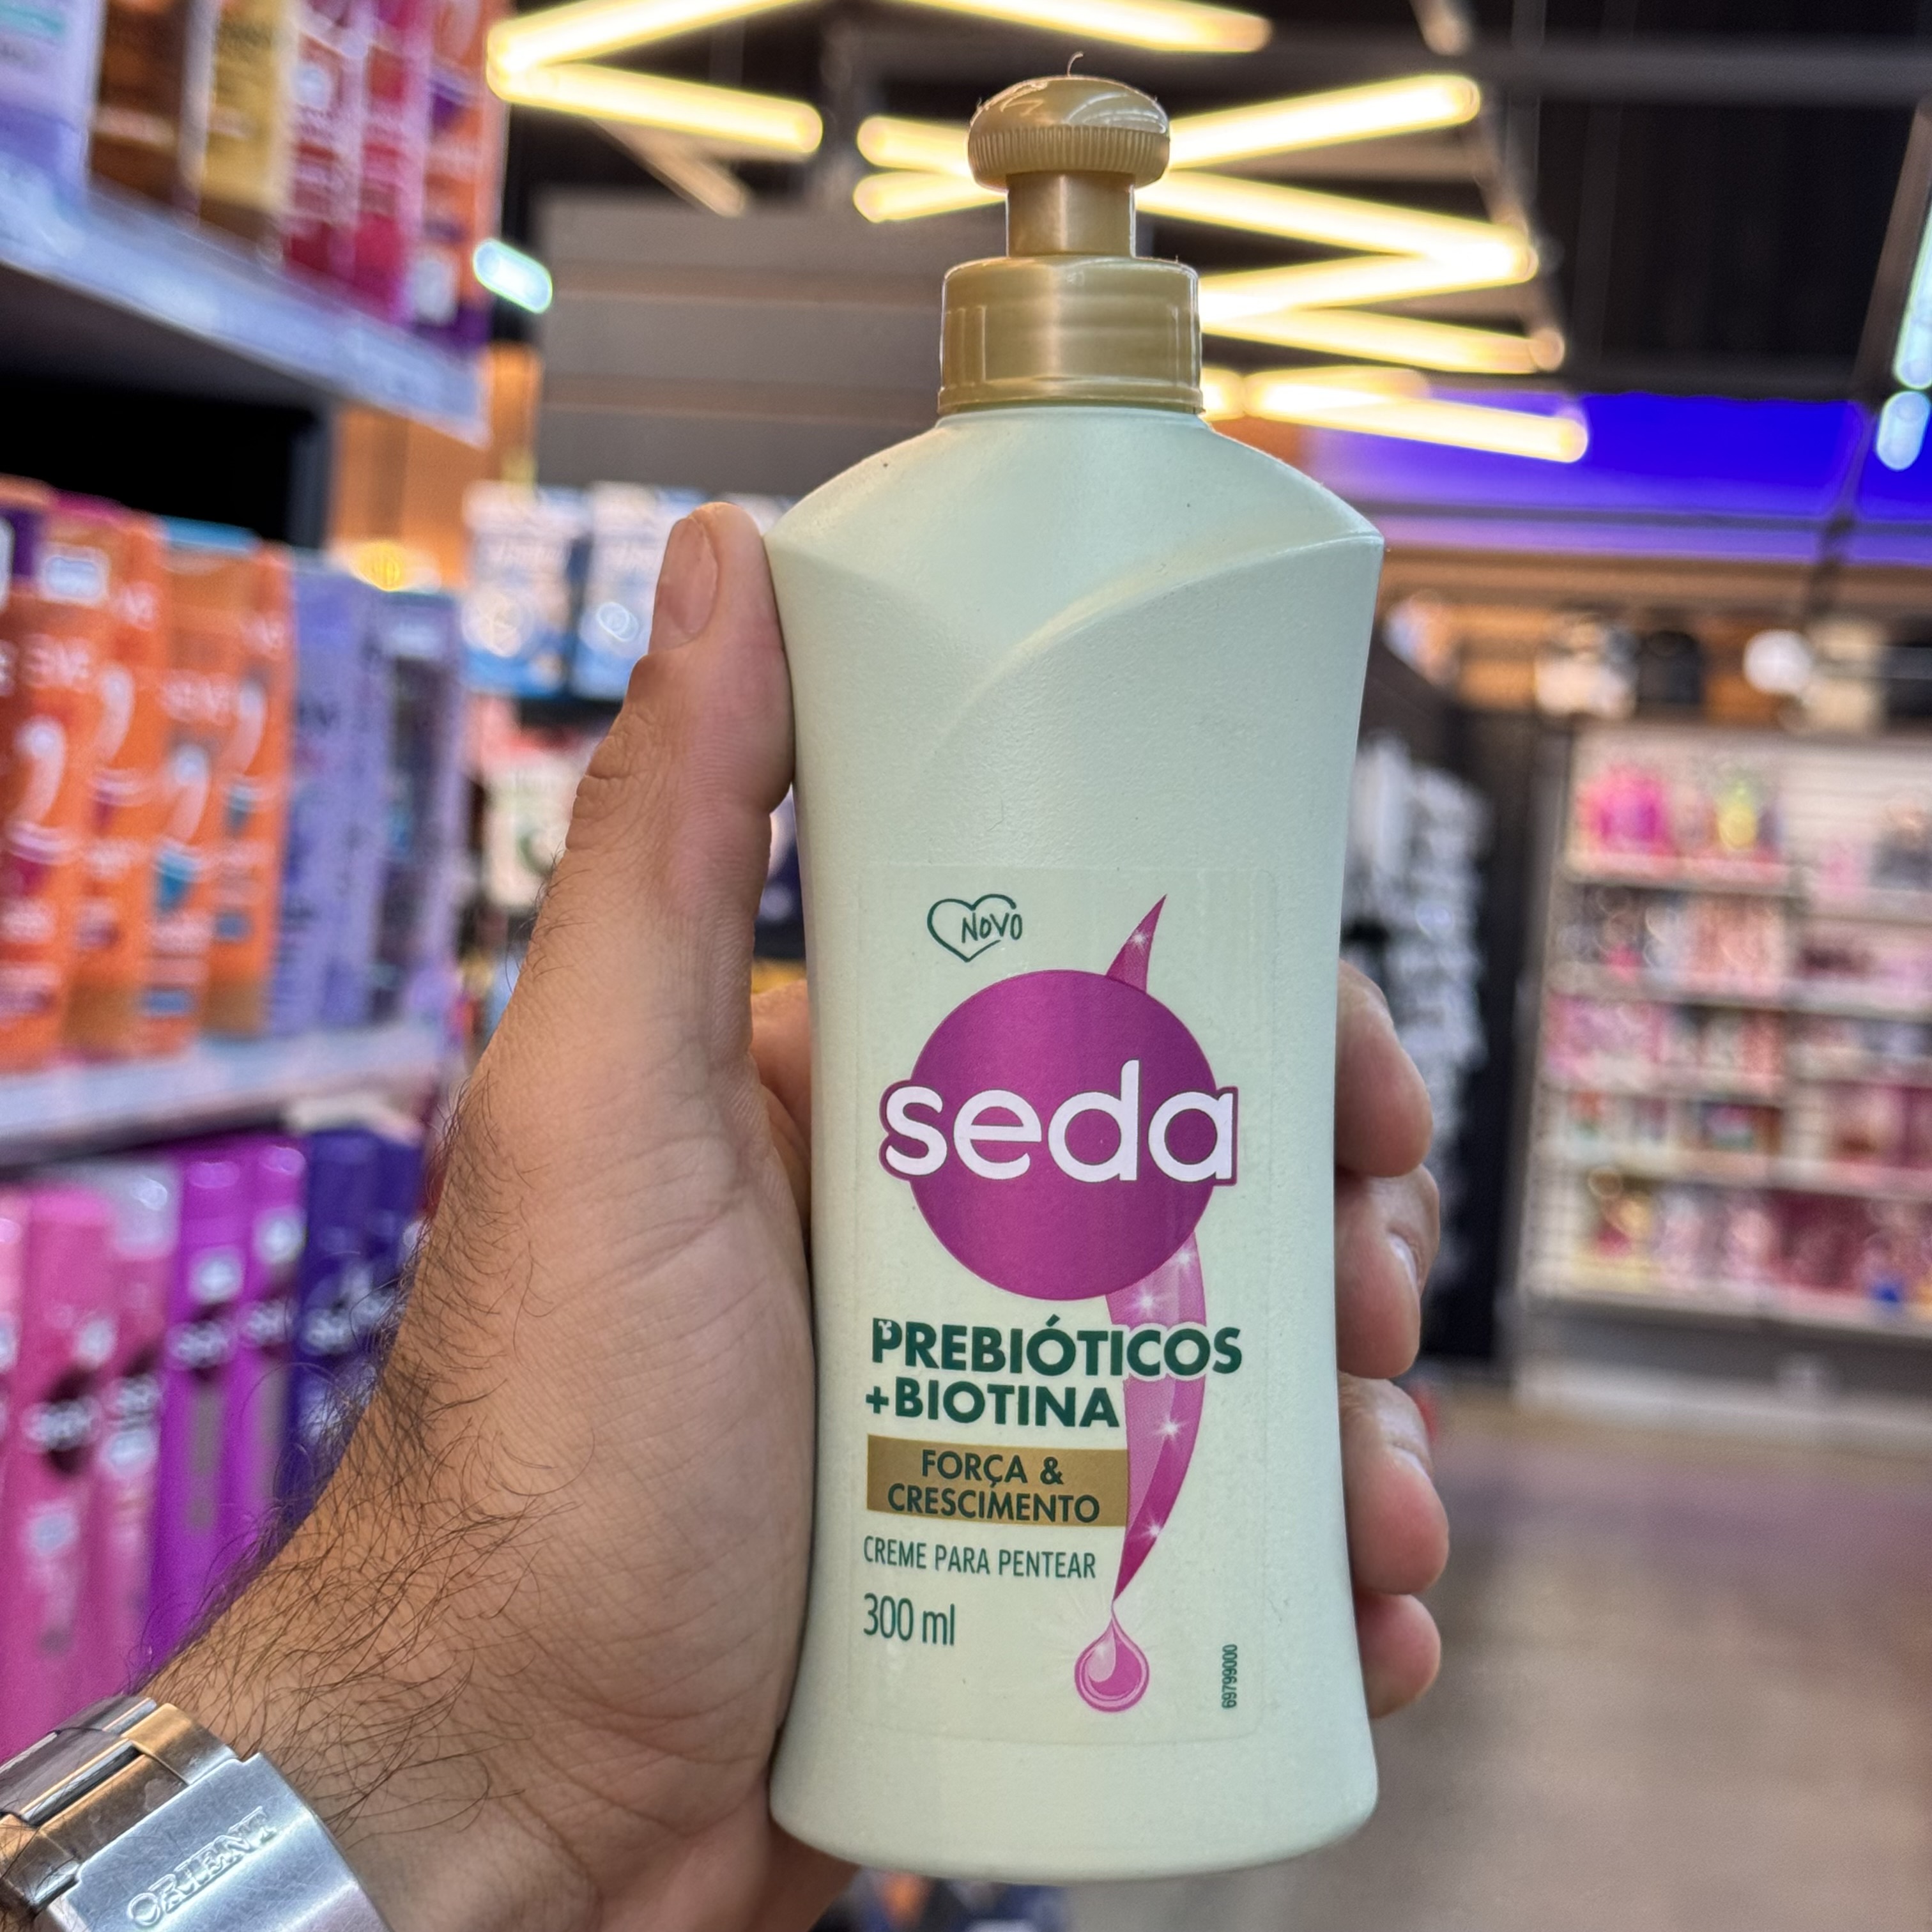 NOVO
seda
PREBIÓTICOS
+BIOTINA
FORÇA &
CRESCIMENTO
CREME PARA PENTEAR
300 ml
69799000
ORIENT